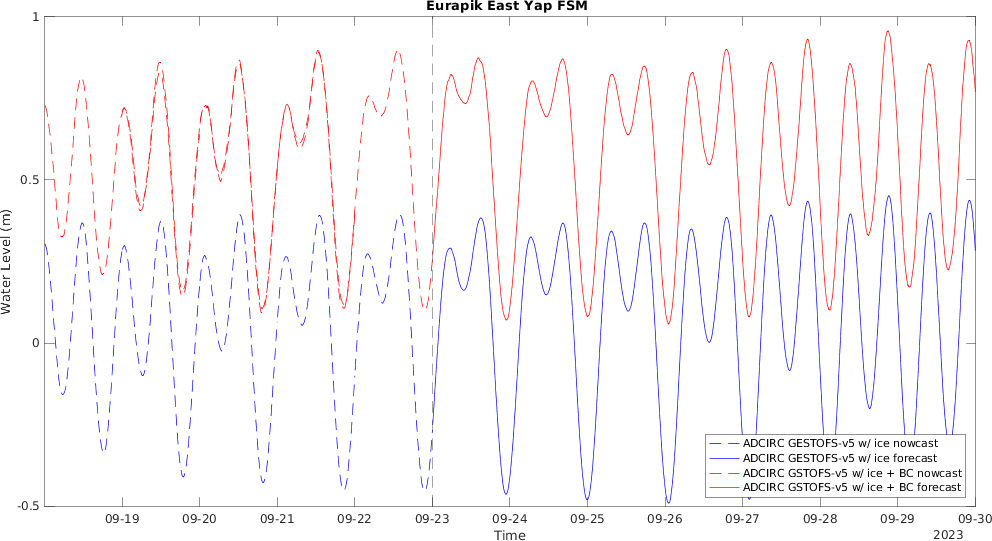 Eurapik East Yap FSM
1
0.5
0
-0.5
Water Level (m)
ADCIRC GESTOFS-v5 w/ ice nowcast
ADCIRC GESTOFS-v5 w/ ice forecast
ADCIRC GSTOFS-v5 w/ ice + BC nowcast
ADCIRC GSTOFS-v5 w/ ice + BC forecast
09-19 09-20 09-21 09-22 09-23 09-24 09-25 09-26 09-27 09-28 09-29 09-30
Time
2023